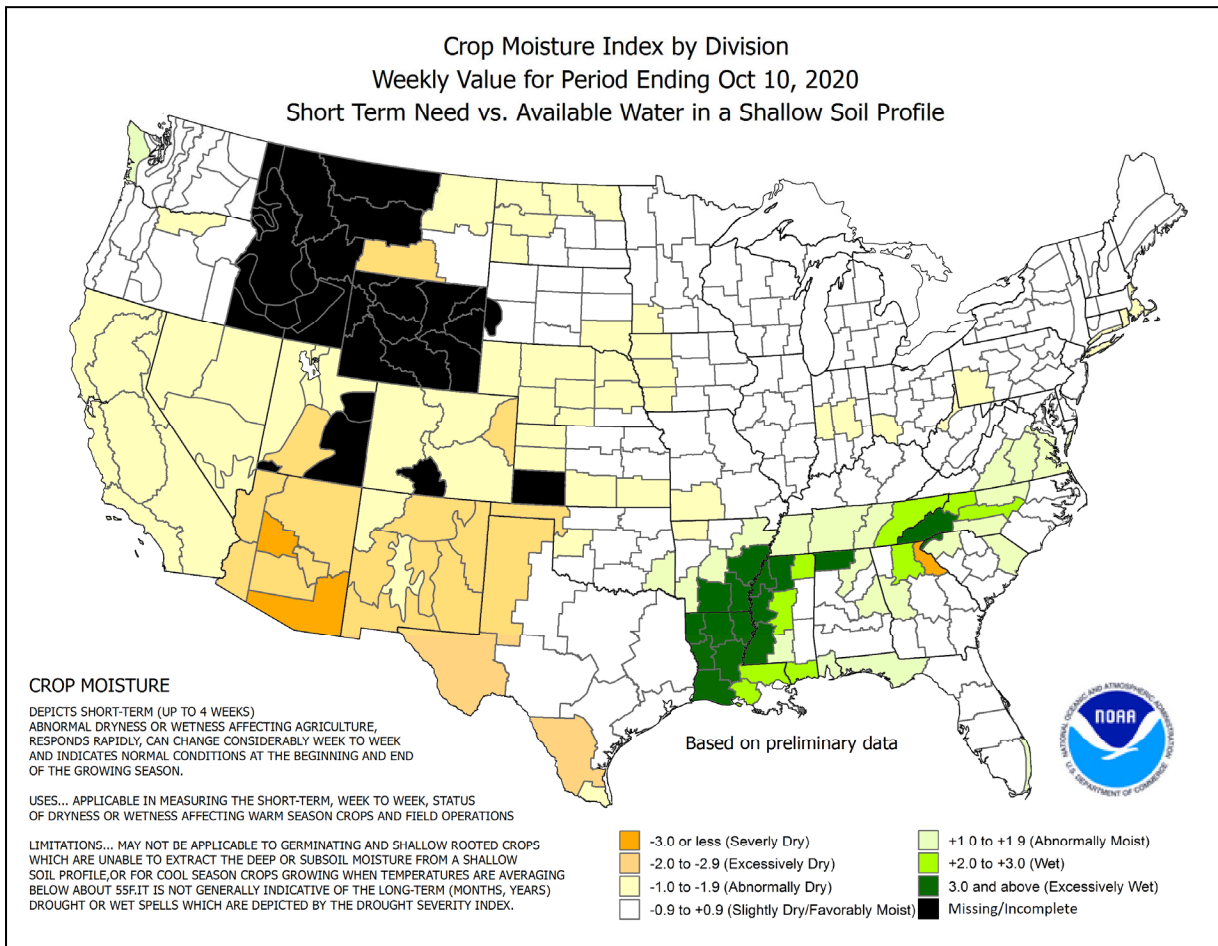 Crop Moisture Index by Division
Weekly Value for Period Ending Oct 10, 2020
Short Term Need vs. Available Water in a Shallow Soil Profile
CROP MOISTURE
DEPICTS SHORT-TERM (UP TO 4 WEEKS)
ABNORMAL DRYNESS OR WETNESS AFFECTING AGRICULTURE,
RESPONDS RAPIDLY, CAN CHANGE CONSIDERABLY WEEK TO WEEK
AND INDICATES NORMAL CONDITIONS AT THE BEGINNING AND END
OF THE GROWING SEASON.
USES... APPLICABLE IN MEASURING THE SHORT-TERM, WEEK TO WEEK, STATUS
OF DRYNESS OR WETNESS AFFECTING WARM SEASON CROPS AND FIELD OPERATIONS
LIMITATIONS... MAY NOT BE APPLICABLE TO GERMINATING AND SHALLOW ROOTED CROPS
WHICH ARE UNABLE TO EXTRACT THE DEEP OR SUBSOIL MOISTURE FROM A SHALLOW
SOIL PROFILE,OR FOR COOL SEASON CROPS GROWING WHEN TEMPERATURES ARE AVERAGING
BELOW ABOUT 55F.IT IS NOT GENERALLY INDICATIVE OF THE LONG-TERM (MONTHS, YEARS)
DROUGHT OR WET SPELLS WHICH ARE DEPICTED BY THE DROUGHT SEVERITY INDEX.
Based on preliminary data
NATIONAL OCEANIC AND ATMOSPHERIC ADMINISTRATION
NOAA
U.S. DEPARTMENT OF COMMERCE
-3.0 or less (Severly Dry)
-2.0 to -2.9 (Excessively Dry)
-1.0 to -1.9 (Abnormally Dry)
-0.9 to +0.9 (Slightly Dry/Favorably Moist)
+1.0 to +1.9 (Abnormally Moist)
+2.0 to +3.0 (Wet)
3.0 and above (Excessively Wet)
Missing/Incomplete